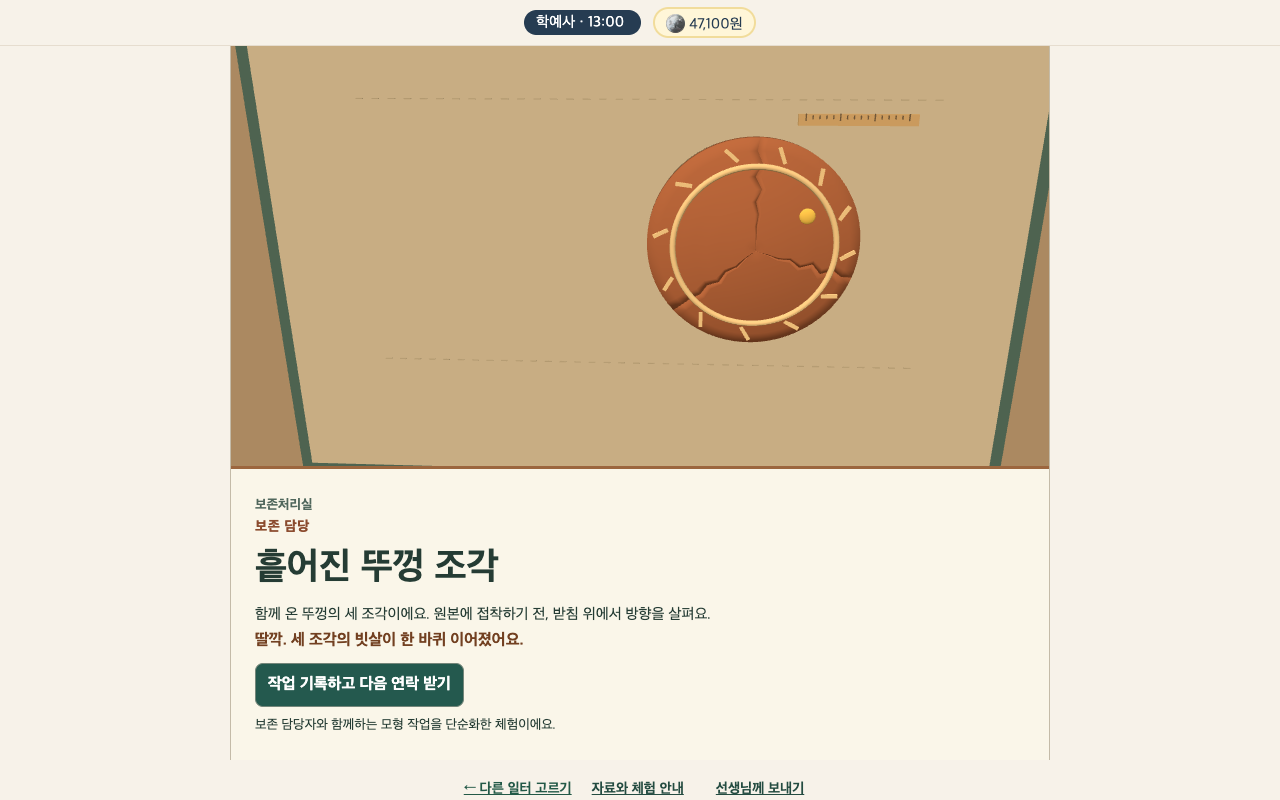 학예사 · 13:00
47,100원
보존처리실
보존 담당
흩어진 뚜껑 조각
함께 온 뚜껑의 세 조각이에요. 원본에 접착하기 전, 받침 위에서 방향을 살펴요.
딸깍. 세 조각의 빗살이 한 바퀴 이어졌어요.
작업 기록하고 다음 연락 받기
보존 담당자와 함께하는 모형 작업을 단순화한 체험이에요.
← 다른 일터 고르기 자료와 체험 안내 선생님께 보내기